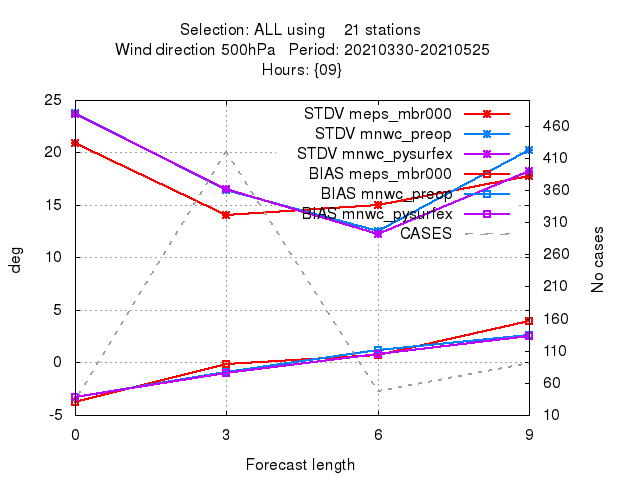 Selection: ALL using    21 stations
Wind direction 500hPa   Period: 20210330-20210525
Hours: {09}
25
20
15
10
5
0
-5
deg
STDV meps_mbr000
STDV mnwc_preop
STDV mnwc_pysurfex
BIAS meps_mbr000
BIAS mnwc_preop
BIAS mnwc_pysurfex
CASES
460
410
360
310
260
210
160
110
60
10
No cases
0 3 6 9
Forecast length